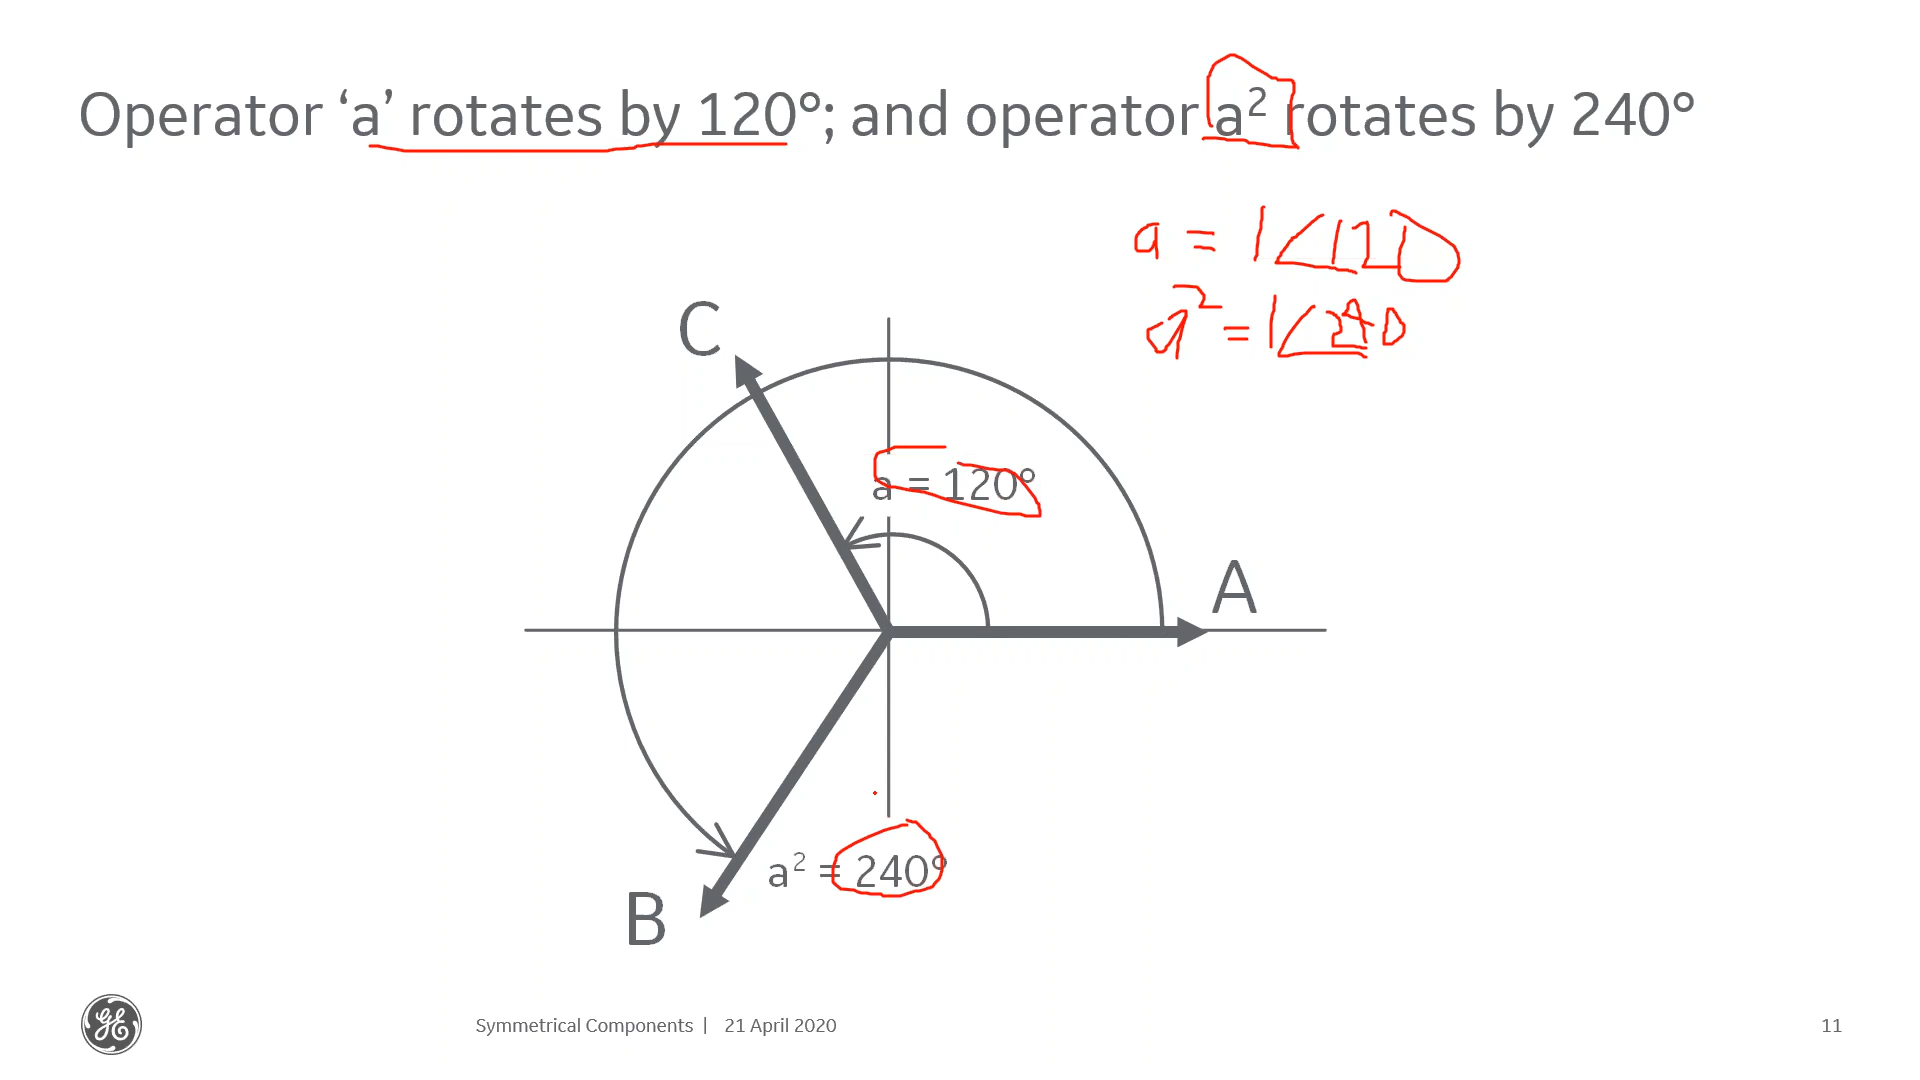 Operator ‘a’ rotates by 120°; and operator a² rotates by 240°
a = 1∠120
a² = 1∠240
C
a = 120°
A
a² = 240°
B
GE
Symmetrical Components | 21 April 2020
11